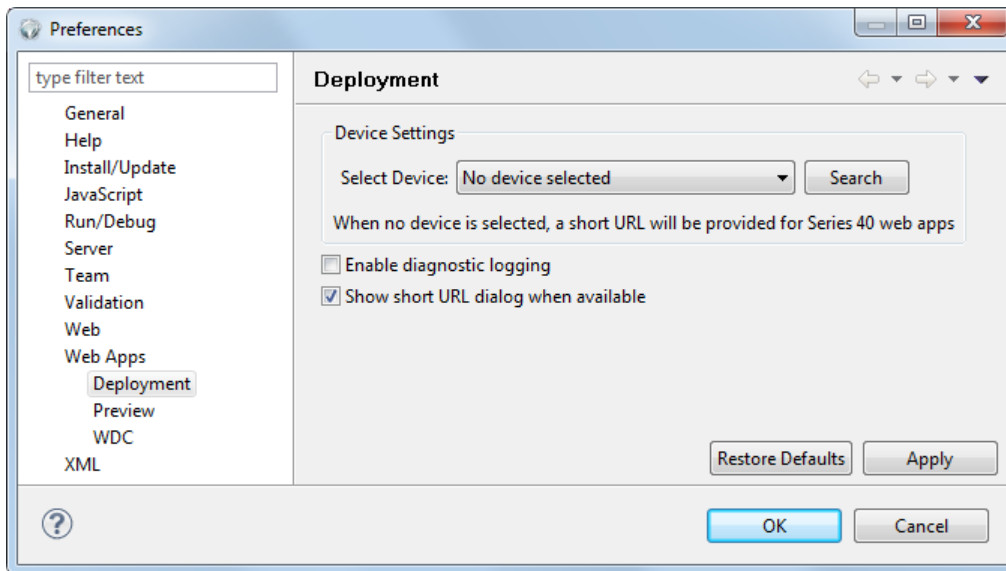 Preferences
type filter text
General
Help
Install/Update
JavaScript
Run/Debug
Server
Team
Validation
Web
Web Apps
Deployment
Preview
WDC
XML
Deployment
Device Settings
Select Device: No device selected Search
When no device is selected, a short URL will be provided for Series 40 web apps
Enable diagnostic logging
Show short URL dialog when available
Restore Defaults Apply
? OK Cancel